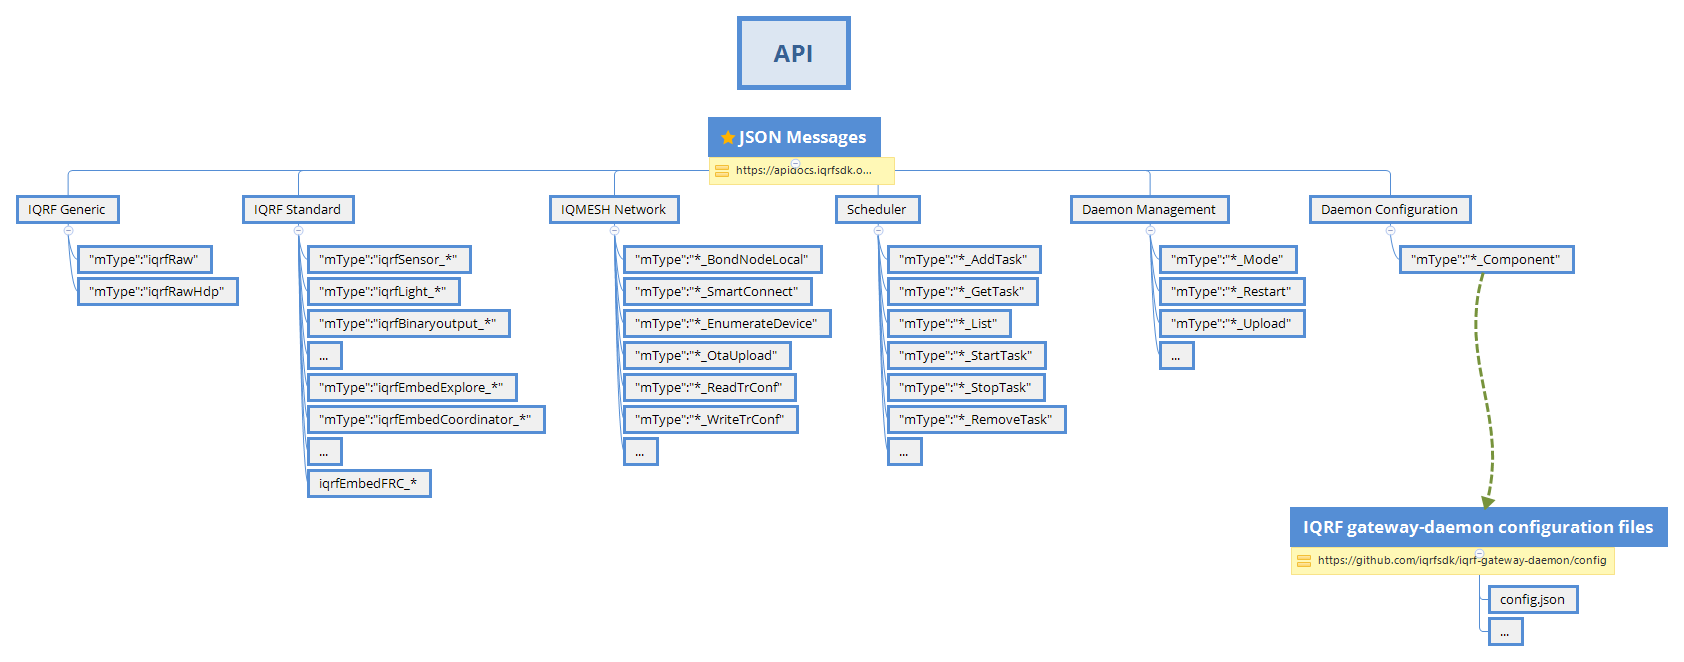 API
JSON Messages
https://apidocs.iqrfsdk.o...
IQRF Generic
"mType":"iqrfRaw"
"mType":"iqrfRawHdp"
IQRF Standard
"mType":"iqrfSensor_*"
"mType":"iqrfLight_*"
"mType":"iqrfBinaryoutput_*"
...
"mType":"iqrfEmbedExplore_*"
"mType":"iqrfEmbedCoordinator_*"
...
iqrfEmbedFRC_*
IQMESH Network
"mType":"*_BondNodeLocal"
"mType":"*_SmartConnect"
"mType":"*_EnumerateDevice"
"mType":"*_OtaUpload"
"mType":"*_ReadTrConf"
"mType":"*_WriteTrConf"
...
Scheduler
"mType":"*_AddTask"
"mType":"*_GetTask"
"mType":"*_List"
"mType":"*_StartTask"
"mType":"*_StopTask"
"mType":"*_RemoveTask"
...
Daemon Management
"mType":"*_Mode"
"mType":"*_Restart"
"mType":"*_Upload"
...
Daemon Configuration
"mType":"*_Component"
IQRF gateway-daemon configuration files
https://github.com/iqrfsdk/iqrf-gateway-daemon/config
config.json
...